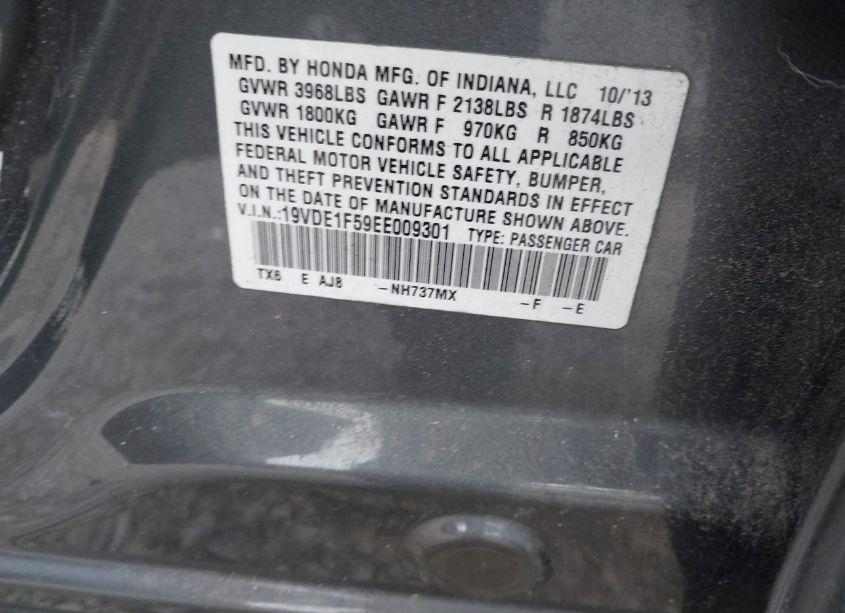 MFD. BY HONDA MFG. OF INDIANA, LLC 10/'13
GVWR 3968LBS GAWR F 2138LBS R 1874LBS
GVWR 1800KG GAWR F 970KG R 850KG
THIS VEHICLE CONFORMS TO ALL APPLICABLE
FEDERAL MOTOR VEHICLE SAFETY, BUMPER,
AND THEFT PREVENTION STANDARDS IN EFFECT
ON THE DATE OF MANUFACTURE SHOWN ABOVE.
V.I.N.:19VDE1F59EE009301 TYPE: PASSENGER CAR
TX6 E AJ8 -NH737MX -F -E